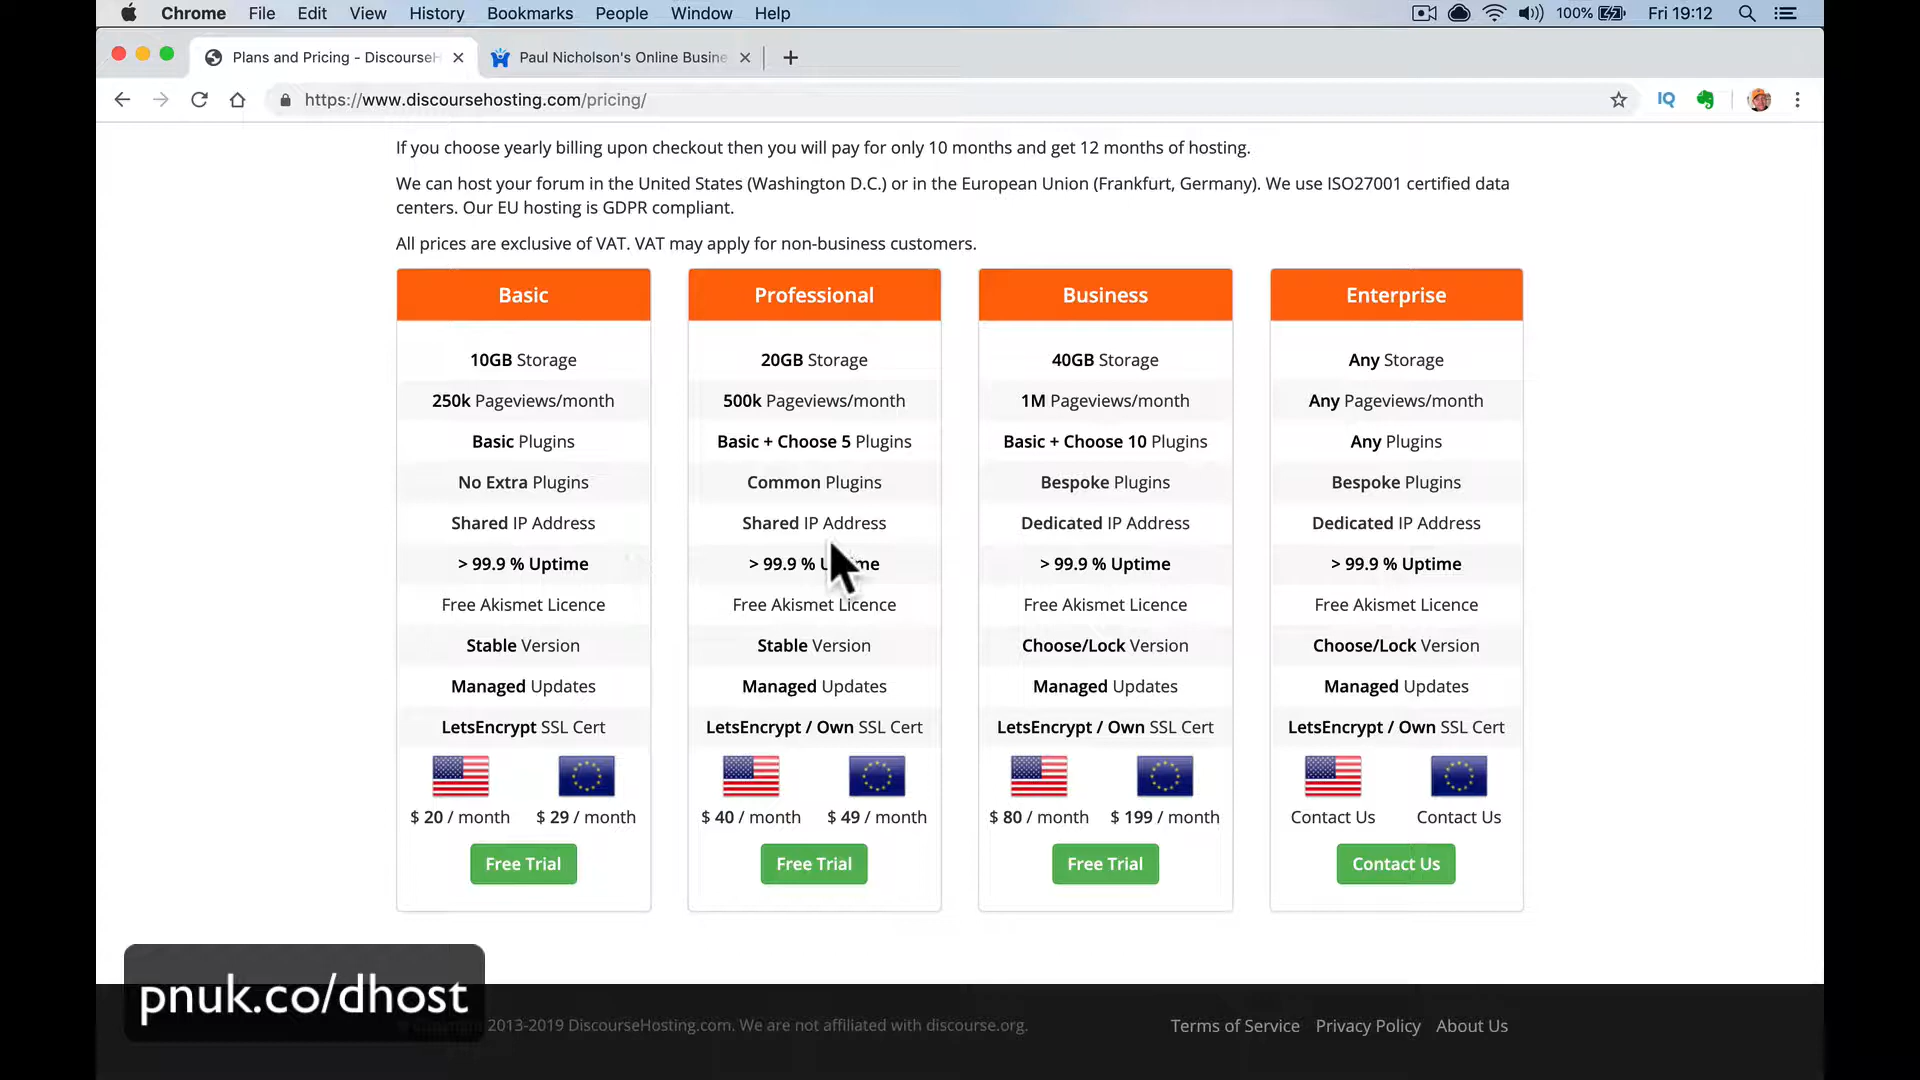 Chrome File Edit View History Bookmarks People Window Help 100% Fri 19:12
Plans and Pricing - DiscourseH Paul Nicholson's Online Busine
https://www.discoursehosting.com/pricing/ IQ
If you choose yearly billing upon checkout then you will pay for only 10 months and get 12 months of hosting.
We can host your forum in the United States (Washington D.C.) or in the European Union (Frankfurt, Germany). We use ISO27001 certified data
centers. Our EU hosting is GDPR compliant.
All prices are exclusive of VAT. VAT may apply for non-business customers.
Basic
10GB Storage
250k Pageviews/month
Basic Plugins
No Extra Plugins
Shared IP Address
> 99.9 % Uptime
Free Akismet Licence
Stable Version
Managed Updates
LetsEncrypt SSL Cert
$ 20 / month $ 29 / month
Free Trial
Professional
20GB Storage
500k Pageviews/month
Basic + Choose 5 Plugins
Common Plugins
Shared IP Address
> 99.9 % Uptime
Free Akismet Licence
Stable Version
Managed Updates
LetsEncrypt / Own SSL Cert
$ 40 / month $ 49 / month
Free Trial
Business
40GB Storage
1M Pageviews/month
Basic + Choose 10 Plugins
Bespoke Plugins
Dedicated IP Address
> 99.9 % Uptime
Free Akismet Licence
Choose/Lock Version
Managed Updates
LetsEncrypt / Own SSL Cert
$ 80 / month $ 199 / month
Free Trial
Enterprise
Any Storage
Any Pageviews/month
Any Plugins
Bespoke Plugins
Dedicated IP Address
> 99.9 % Uptime
Free Akismet Licence
Choose/Lock Version
Managed Updates
LetsEncrypt / Own SSL Cert
Contact Us Contact Us
Contact Us
pnuk.co/dhost
2013-2019 DiscourseHosting.com. We are not affiliated with discourse.org. Terms of Service Privacy Policy About Us